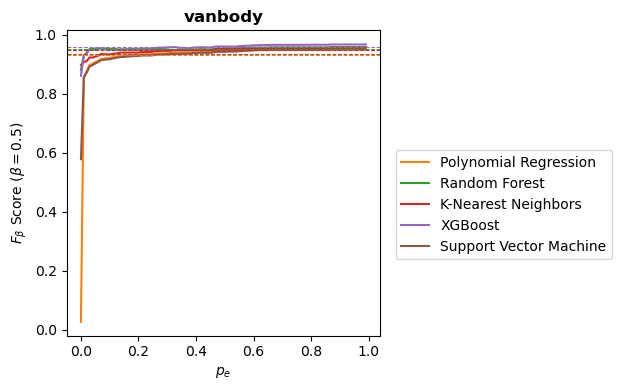 vanbody
1.0
0.8
0.6
0.4
0.2
0.0
F_β Score (β = 0.5)
0.0 0.2 0.4 0.6 0.8 1.0
p_e
Polynomial Regression
Random Forest
K-Nearest Neighbors
XGBoost
Support Vector Machine